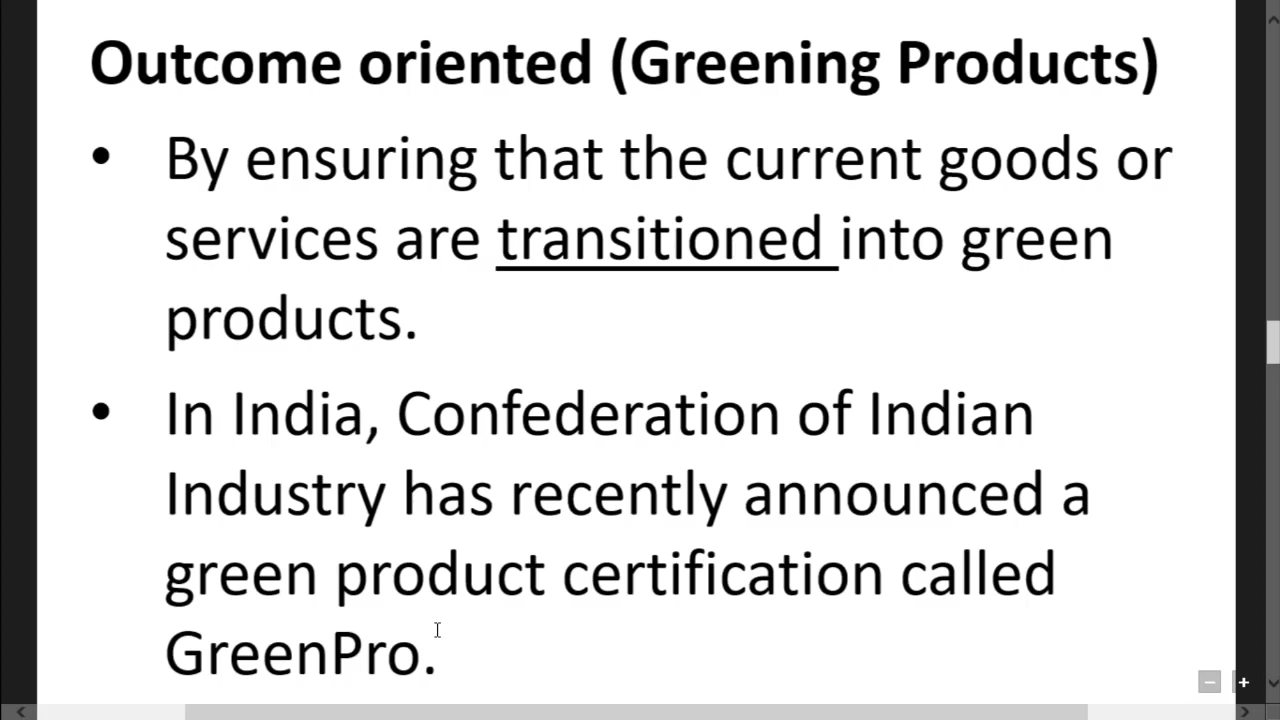 Outcome oriented (Greening Products)
• By ensuring that the current goods or
services are transitioned into green
products.
• In India, Confederation of Indian
Industry has recently announced a
green product certification called
GreenPro.